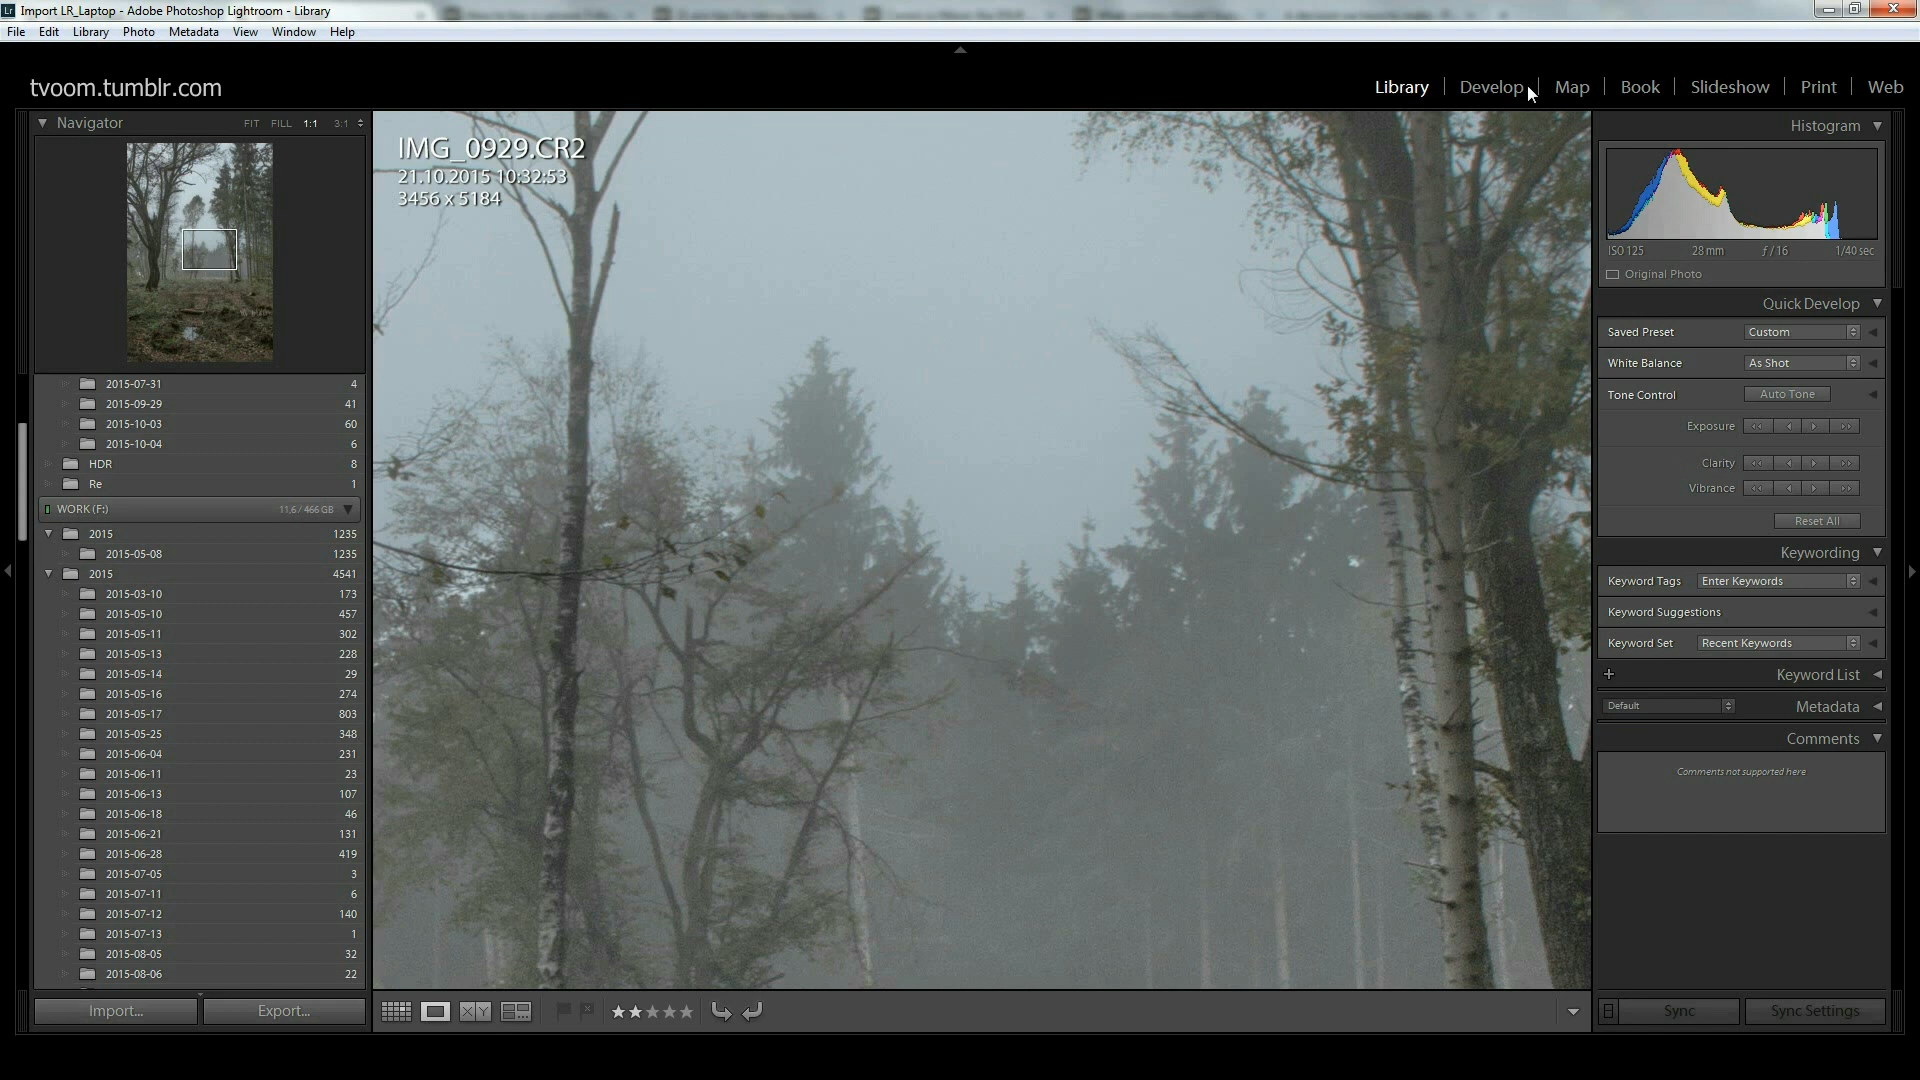 Import LR_Laptop - Adobe Photoshop Lightroom - Library
File Edit Library Photo Metadata View Window Help
tvoom.tumblr.com
Library Develop Map Book Slideshow Print Web
Navigator FIT FILL 1:1 3:1
2015-07-31 4
2015-09-29 41
2015-10-03 60
2015-10-04 6
HDR 8
Re 1
WORK (F:) 11,6 / 466 GB
2015 1235
2015-05-08 1235
2015 4541
2015-03-10 173
2015-05-10 457
2015-05-11 302
2015-05-13 228
2015-05-14 29
2015-05-16 274
2015-05-17 803
2015-05-25 348
2015-06-04 231
2015-06-11 23
2015-06-13 107
2015-06-18 46
2015-06-21 131
2015-06-28 419
2015-07-05 3
2015-07-11 6
2015-07-12 140
2015-07-13 1
2015-08-05 32
2015-08-06 22
Import... Export...
IMG_0929.CR2
21.10.2015 10:32:53
3456 x 5184
X Y
Histogram
ISO 125 28 mm ƒ / 16 1/40 sec
Original Photo
Quick Develop
Saved Preset Custom
White Balance As Shot
Tone Control Auto Tone
Exposure
Clarity
Vibrance
Reset All
Keywording
Keyword Tags Enter Keywords
Keyword Suggestions
Keyword Set Recent Keywords
Keyword List
Default Metadata
Comments
Comments not supported here
Sync Sync Settings